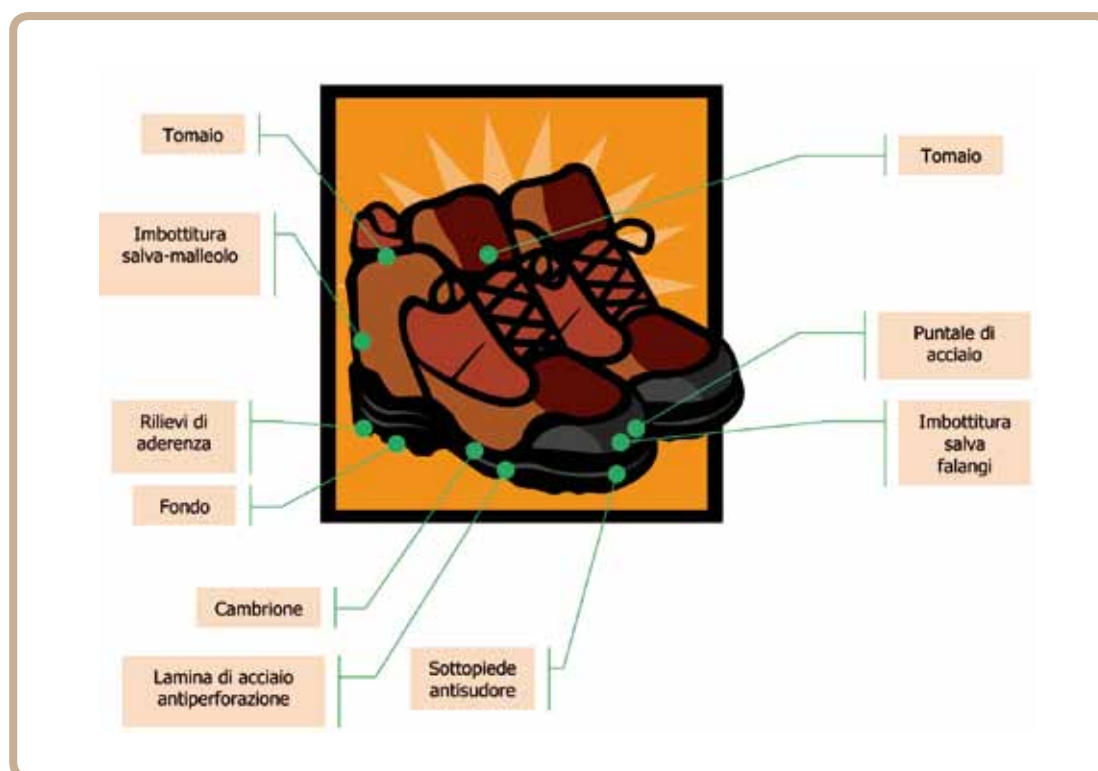 Tomaio
Tomaio
Imbottitura
salva-malleolo
Puntale di
acciaio
Rilievi di
aderenza
Imbottitura
salva
falangi
Fondo
Cambrione
Lamina di acciaio
antiperforazione
Sottopiede
antisudore